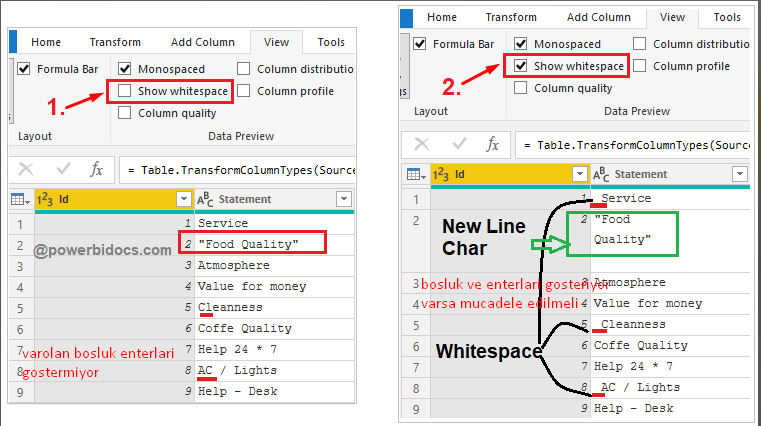 Home Transform Add Column View Tools
Formula Bar Monospaced Column distributio
1. Show whitespace Column profile
Column quality
Layout Data Preview
fx = Table.TransformColumnTypes(Sourc
1²3 Id ABC Statement
1 1 Service
2 2 "Food Quality"
@powerbidocs.com
3 3 Atmosphere
4 4 Value for money
5 5 Cleanness
6 6 Coffe Quality
7 7 Help 24 * 7
varolan bosluk enterlari
gostermiyor
8 8 AC / Lights
9 9 Help - Desk
Home Transform Add Column View Tools
Formula Bar Monospaced Column distributio
2. Show whitespace Column profile
Column quality
Layout Data Preview
fx = Table.TransformColumnTypes(Sourc
1²3 Id ABC Statement
1 1 Service
2 2 "Food
Quality"
New Line
Char
3 3 Atmosphere
bosluk ve enterlari gosteriyor
varsa mucadele edilmeli
4 4 Value for money
5 5 Cleanness
6 6 Coffe Quality
Whitespace
7 7 Help 24 * 7
8 8 AC / Lights
9 9 Help - Desk